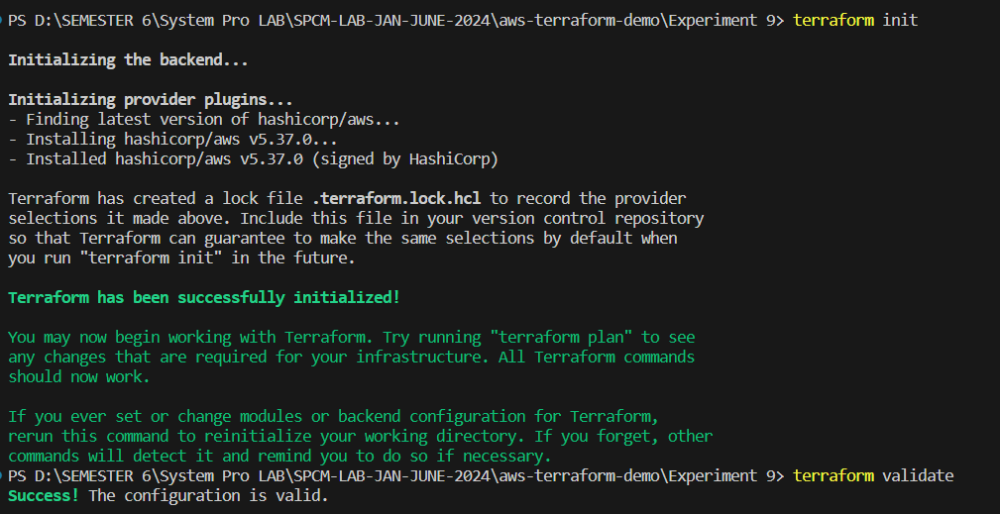 PS D:\SEMESTER 6\System Pro LAB\SPCM-LAB-JAN-JUNE-2024\aws-terraform-demo\Experiment 9> terraform init
Initializing the backend...
Initializing provider plugins...
- Finding latest version of hashicorp/aws...
- Installing hashicorp/aws v5.37.0...
- Installed hashicorp/aws v5.37.0 (signed by HashiCorp)
Terraform has created a lock file .terraform.lock.hcl to record the provider
selections it made above. Include this file in your version control repository
so that Terraform can guarantee to make the same selections by default when
you run "terraform init" in the future.
Terraform has been successfully initialized!
You may now begin working with Terraform. Try running "terraform plan" to see
any changes that are required for your infrastructure. All Terraform commands
should now work.
If you ever set or change modules or backend configuration for Terraform,
rerun this command to reinitialize your working directory. If you forget, other
commands will detect it and remind you to do so if necessary.
PS D:\SEMESTER 6\System Pro LAB\SPCM-LAB-JAN-JUNE-2024\aws-terraform-demo\Experiment 9> terraform validate
Success! The configuration is valid.